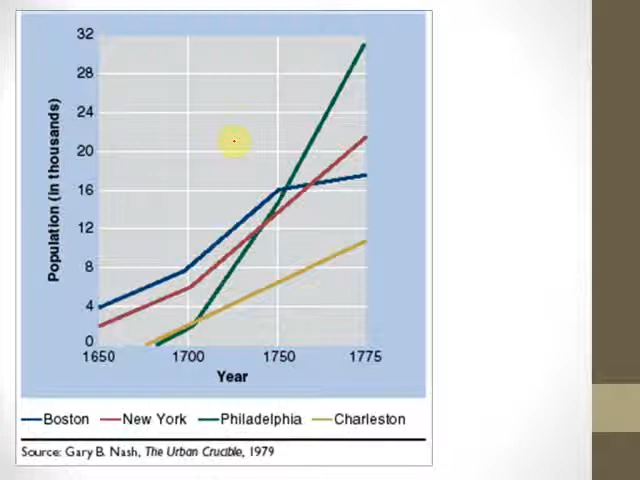 32
28
24
20
16
12
8
4
0
Population (in thousands)
1650 1700 1750 1775
Year
Boston New York Philadelphia Charleston
Source: Gary B. Nash, The Urban Crucible, 1979